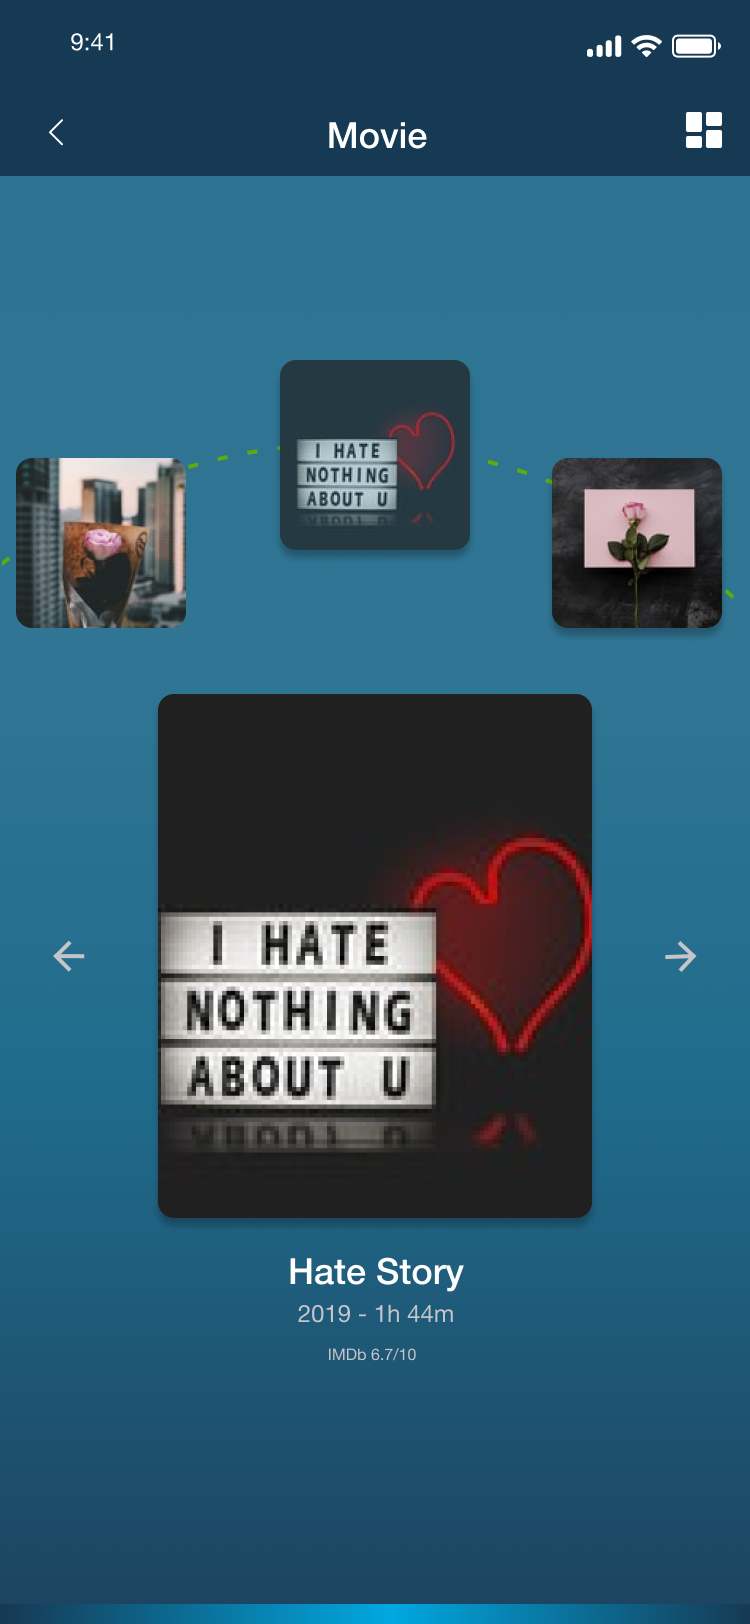 9:41
Movie
I HATE
NOTHING
ABOUT U
I HATE
NOTHING
ABOUT U
Hate Story
2019 - 1h 44m
IMDb 6.7/10